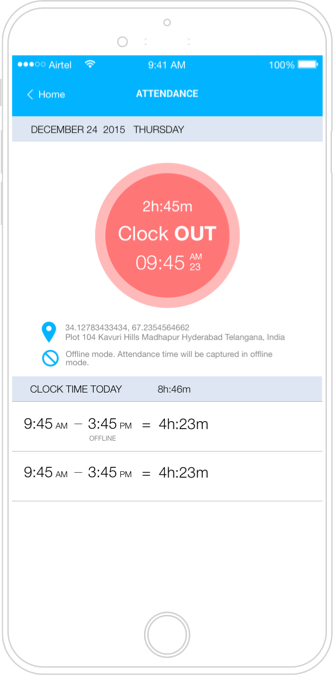 Airtel 9:41 AM 100%
Home ATTENDANCE
DECEMBER 24 2015 THURSDAY
2h:45m
Clock OUT
09:45 AM 23
34.12783433434, 67.2354564662
Plot 104 Kavuri Hills Madhapur Hyderabad Telangana, India
Offline mode. Attendance time will be captured in offline
mode.
CLOCK TIME TODAY 8h:46m
9:45 AM – 3:45 PM = 4h:23m
OFFLINE
9:45 AM – 3:45 PM = 4h:23m